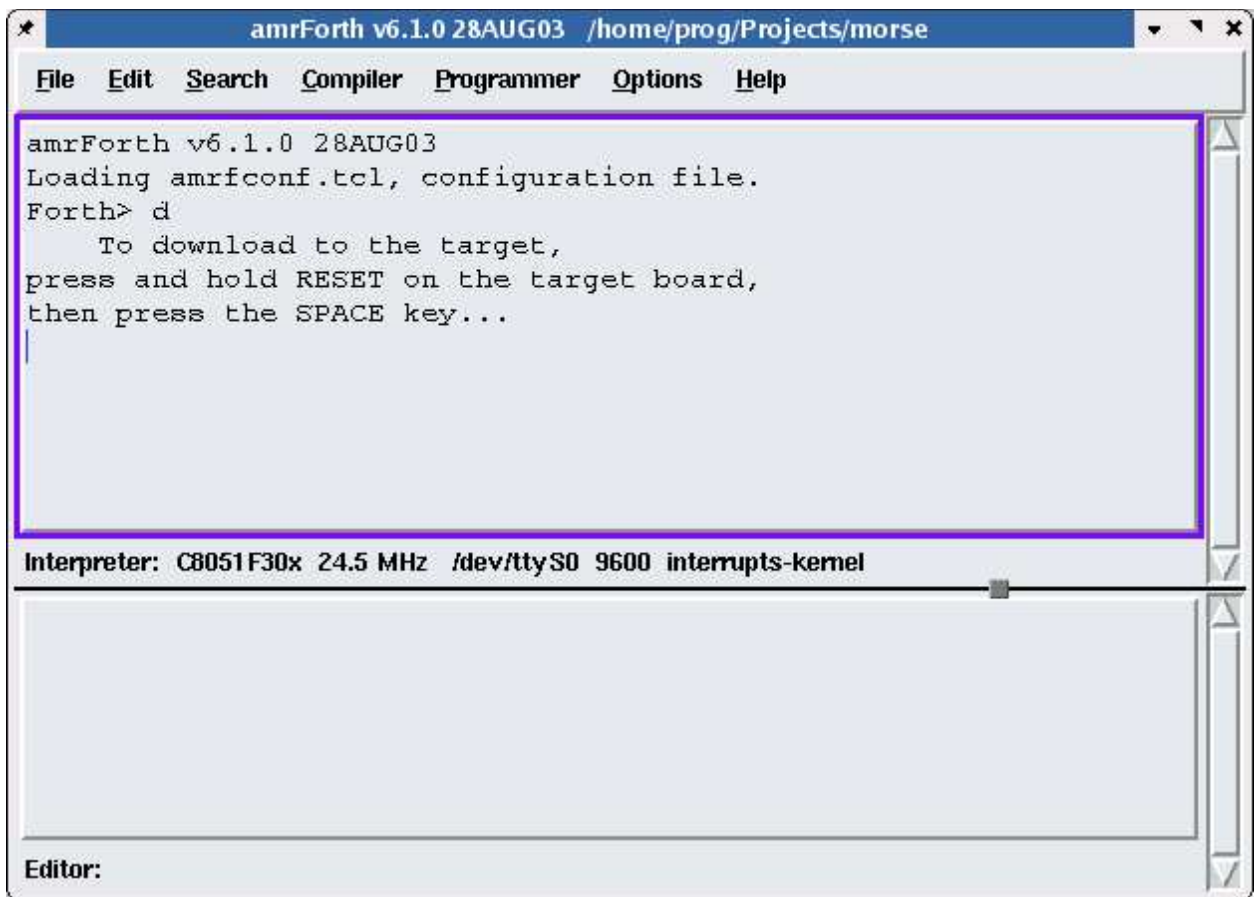 amrForth v6.1.0 28AUG03 /home/prog/Projects/morse
File Edit Search Compiler Programmer Options Help
amrForth v6.1.0 28AUG03
Loading amrfconf.tcl, configuration file.
Forth> d
To download to the target,
press and hold RESET on the target board,
then press the SPACE key...
Interpreter: C8051F30x 24.5 MHz /dev/ttyS0 9600 interrupts-kernel
Editor: